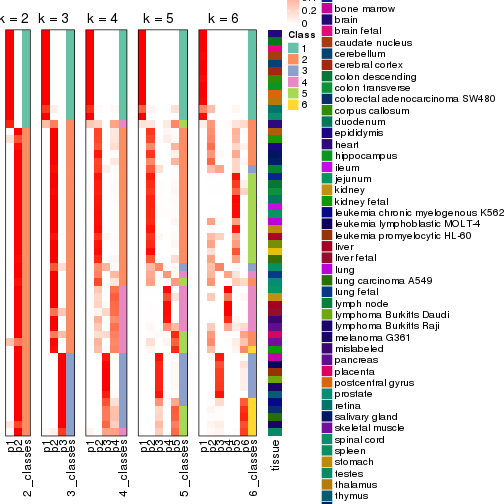 k = 2
k = 3
k = 4
k = 5
k = 6
0.2
0
Class
1
2
3
4
5
6
bone marrow
brain
brain fetal
caudate nucleus
cerebellum
cerebral cortex
colon descending
colon transverse
colorectal adenocarcinoma SW480
corpus callosum
duodenum
epididymis
heart
hippocampus
ileum
jejunum
kidney
kidney fetal
leukemia chronic myelogenous K562
leukemia lymphoblastic MOLT-4
leukemia promyelocytic HL-60
liver
liver fetal
lung
lung carcinoma A549
lung fetal
lymph node
lymphoma Burkitts Daudi
lymphoma Burkitts Raji
melanoma G361
mislabeled
pancreas
placenta
postcentral gyrus
prostate
retina
salivary gland
skeletal muscle
spinal cord
spleen
stomach
testes
thalamus
thymus
p1
p2
2_classes
p1
p2
p3
3_classes
p1
p2
p3
p4
4_classes
p1
p2
p3
p4
p5
5_classes
p1
p2
p3
p4
p5
p6
6_classes
tissue